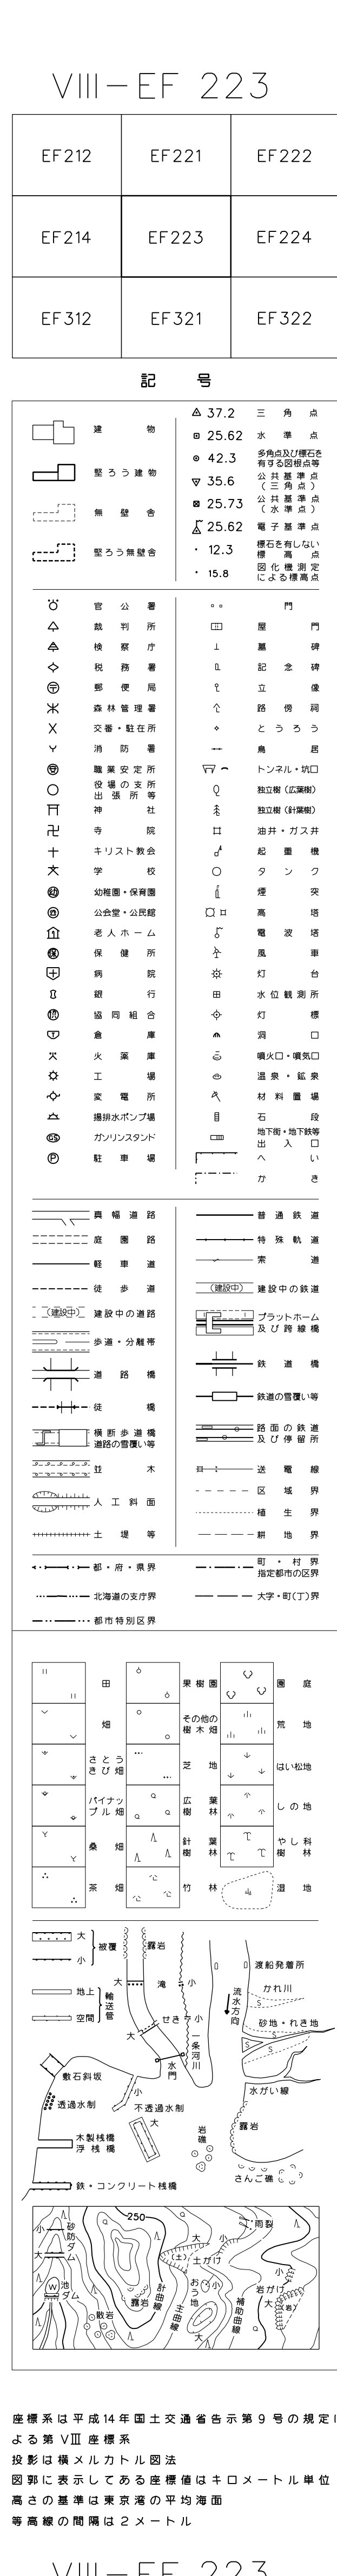 VIII-EF 223
EF212 EF221 EF222
EF214 EF223 EF224
EF312 EF321 EF322
記号
建物
堅ろう建物
無壁舎
堅ろう無壁舎
37.2 三角点
25.62 水準点
42.3 多角点及び標石を
有する図根点等
35.6 公共基準点
(三角点)
25.73 公共基準点
(水準点)
25.62 電子基準点
12.3 標石を有しない
標高点
15.8 図化機測定
による標高点
官公署
裁判所
検察庁
税務署
郵便局
森林管理署
交番・駐在所
消防署
職業安定所
役場の支所
出張所等
神社
寺院
キリスト教会
学校
幼稚園・保育園
公会堂・公民館
老人ホーム
保健所
病院
銀行
協同組合
倉庫
火薬庫
工場
変電所
揚排水ポンプ場
GS ガソリンスタンド
P 駐車場
門
屋門
墓碑
記念碑
立像
路傍祠
とうろう
鳥居
トンネル・坑口
独立樹(広葉樹)
独立樹(針葉樹)
油井・ガス井
起重機
タンク
煙突
高塔
電波塔
風車
灯台
水位観測所
灯標
洞口
噴火口・噴気口
温泉・鉱泉
材料置場
石段
地下街・地下鉄等
出入口
へい
かき
真幅道路
庭園路
軽車道
徒歩道
(建設中) 建設中の道路
歩道・分離帯
道路橋
徒橋
横断歩道橋
道路の雪覆い等
並木
人工斜面
土堤等
普通鉄道
特殊軌道
索道
(建設中) 建設中の鉄道
プラットホーム
及び跨線橋
鉄道橋
鉄道の雪覆い等
路面の鉄道
及び停留所
送電線
区域界
植生界
耕地界
都・府・県界
北海道の支庁界
都市特別区界
町・村界
指定都市の区界
大字・町(丁)界
田
畑
さとう
きび畑
パイナッ
プル畑
桑畑
茶畑
果樹園
その他の
樹木畑
芝地
広葉
樹林
針葉
樹林
竹林
園庭
荒地
はい松地
しの地
やし科
樹林
湿地
大
小
被覆
地上
空間
輸送管
露岩
大 滝 小
せき 小
大
水門
一条河川
流水方向
渡船発着所
かれ川
砂地・れき地
水がい線
露岩
さんご礁
岩礁
敷石斜坂
透過水制
小
不透過水制
大
木製桟橋
浮桟橋
鉄・コンクリート桟橋
小
砂防ダム
大
W 池
ダム
散岩
250
露岩
計曲線
主曲線
大 小
(土) 土がけ
おう地
(小)
大
補助曲線
雨裂
小
岩がけ
大
(岩)
座標系は平成14年国土交通省告示第9号の規定に
よる第VIII座標系
投影は横メルカトル図法
図郭に表示してある座標値はキロメートル単位
高さの基準は東京湾の平均海面
等高線の間隔は2メートル
VIII-EF 223